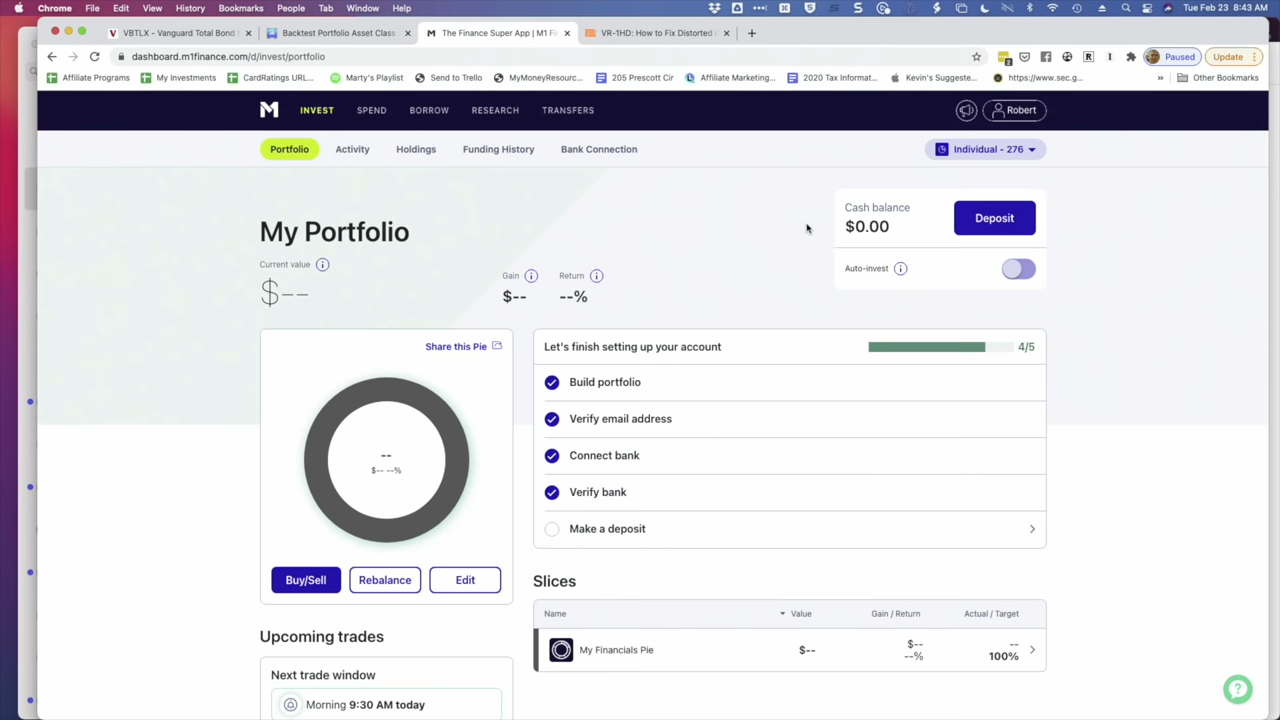 Chrome File Edit View History Bookmarks People Tab Window Help Tue Feb 23 8:43 AM
VBTLX - Vanguard Total Bond Backtest Portfolio Asset Class The Finance Super App | M1 Fi VR-1HD: How to Fix Distorted
dashboard.m1finance.com/d/invest/portfolio Paused Update
Affiliate Programs My Investments CardRatings URL... Marty's Playlist Send to Trello MyMoneyResourc... 205 Prescott Cir Affiliate Marketing... 2020 Tax Informat... Kevin's Suggeste... https://www.sec.g... » Other Bookmarks
INVEST SPEND BORROW RESEARCH TRANSFERS Robert
Portfolio Activity Holdings Funding History Bank Connection Individual - 276
Cash balance
$0.00
Deposit
My Portfolio
Auto-invest
Current value
$--
Gain
$--
Return
--%
Share this Pie
--
$-- --%
Buy/Sell Rebalance Edit
Let's finish setting up your account 4/5
Build portfolio
Verify email address
Connect bank
Verify bank
Make a deposit
Slices
Name Value Gain / Return Actual / Target
My Financials Pie $-- $-- --
--% 100%
Upcoming trades
Next trade window
Morning 9:30 AM today